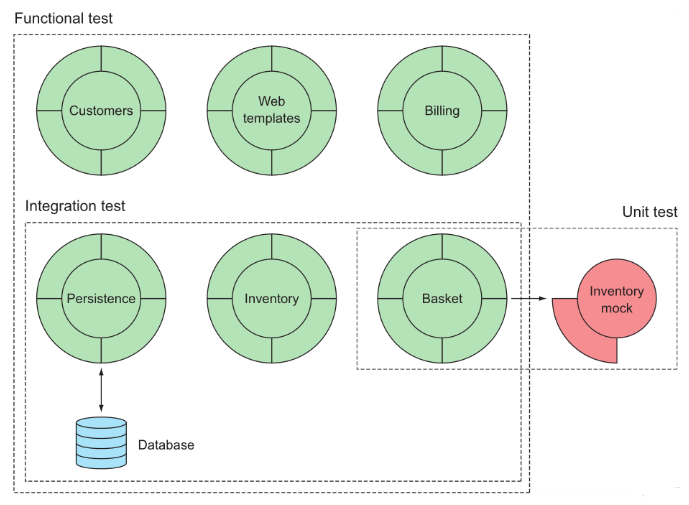 Functional test
Customers
Web
templates
Billing
Integration test
Unit test
Persistence
Inventory
Basket
Inventory
mock
Database